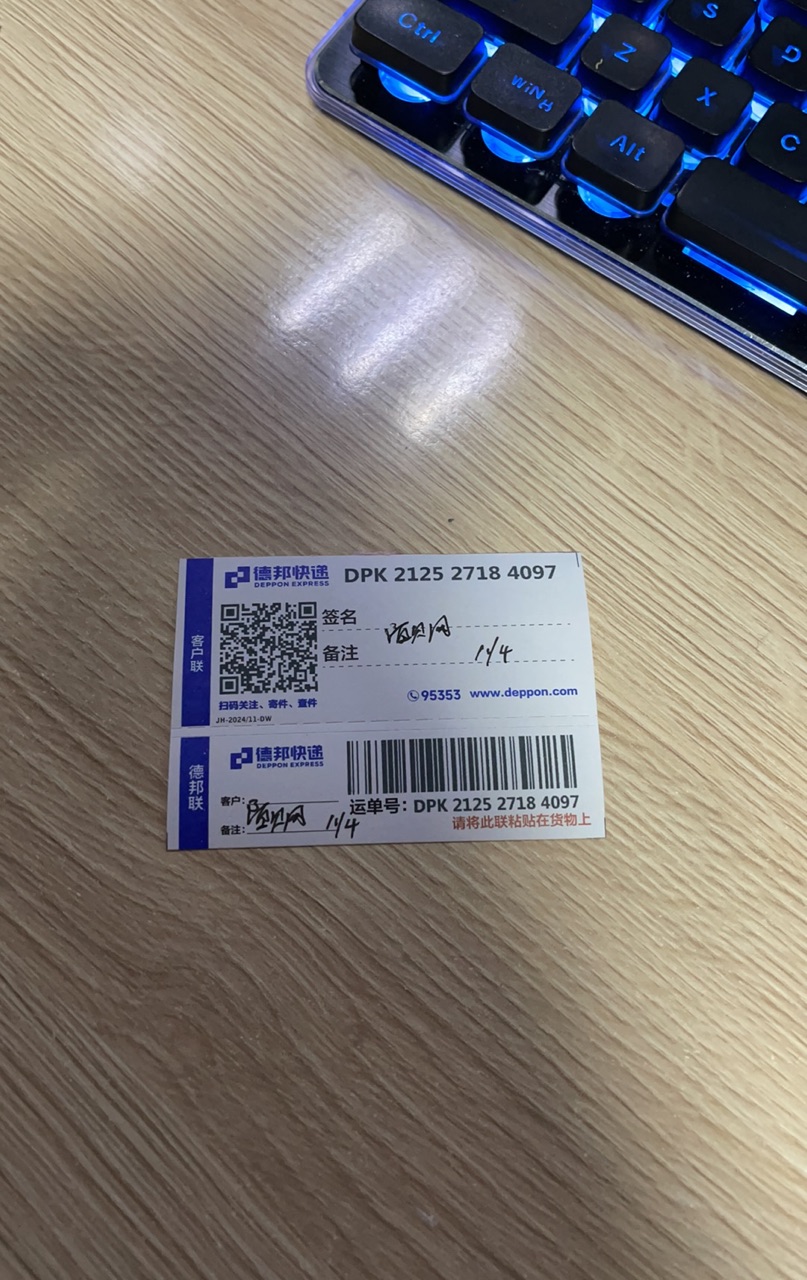 Ctrl
WIN
Alt
Z
X
C
S
D
客户联
德邦快递
DEPPON EXPRESS
DPK 2125 2718 4097
签名
备注
11/4
扫码关注、寄件、查件
95353 www.deppon.com
JH-2024/11-DW
德邦联
德邦快递
DEPPON EXPRESS
客户:
备注: 11/4
运单号: DPK 2125 2718 4097
请将此联粘贴在货物上